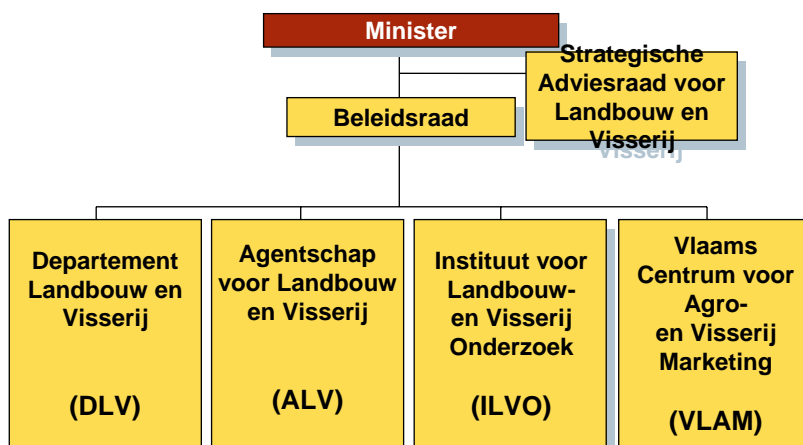 Minister
Strategische
Adviesraad voor
Landbouw en
Visserij
Beleidsraad
Departement
Landbouw en
Visserij
(DLV)
Agentschap
voor Landbouw
en Visserij
(ALV)
Instituut voor
Landbouw-
en Visserij
Onderzoek
(ILVO)
Vlaams
Centrum voor
Agro-
en Visserij
Marketing
(VLAM)